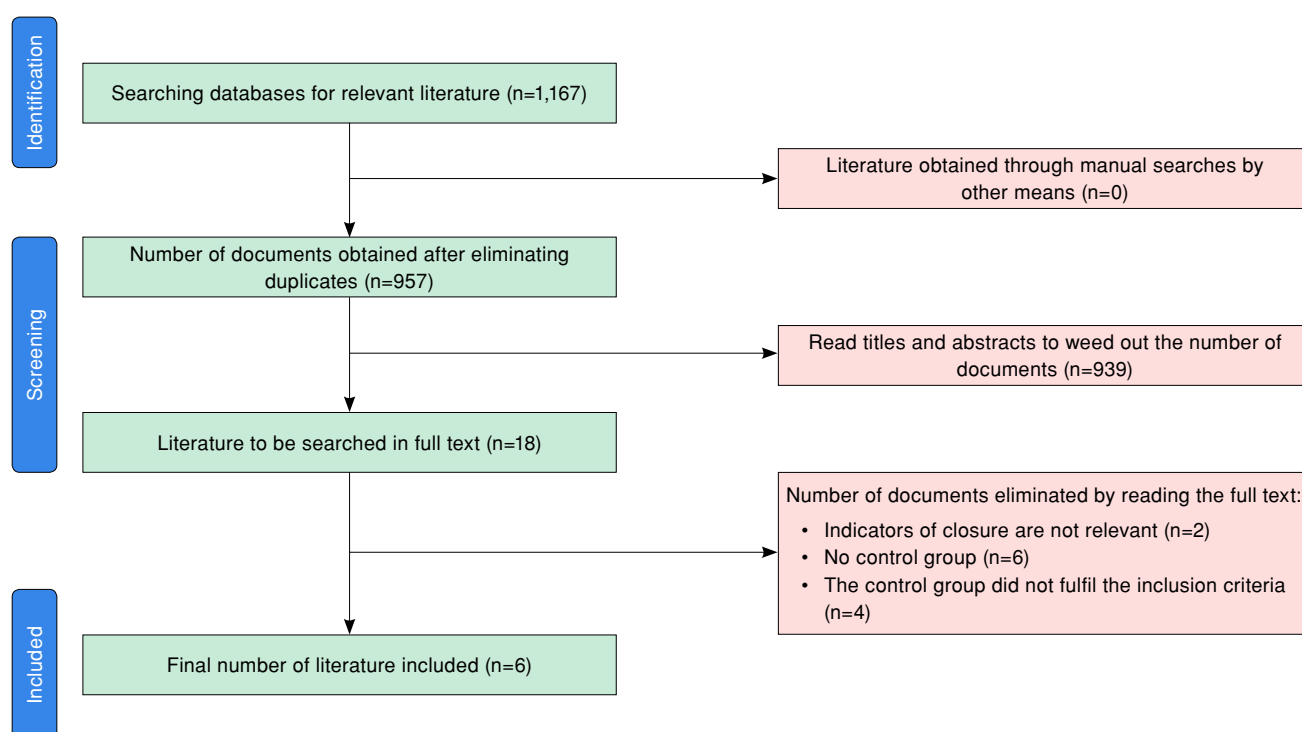 Identification
Searching databases for relevant literature (n=1,167)
Literature obtained through manual searches by
other means (n=0)
Screening
Number of documents obtained after eliminating
duplicates (n=957)
Read titles and abstracts to weed out the number of
documents (n=939)
Literature to be searched in full text (n=18)
Number of documents eliminated by reading the full text:
• Indicators of closure are not relevant (n=2)
• No control group (n=6)
• The control group did not fulfil the inclusion criteria
(n=4)
Included
Final number of literature included (n=6)